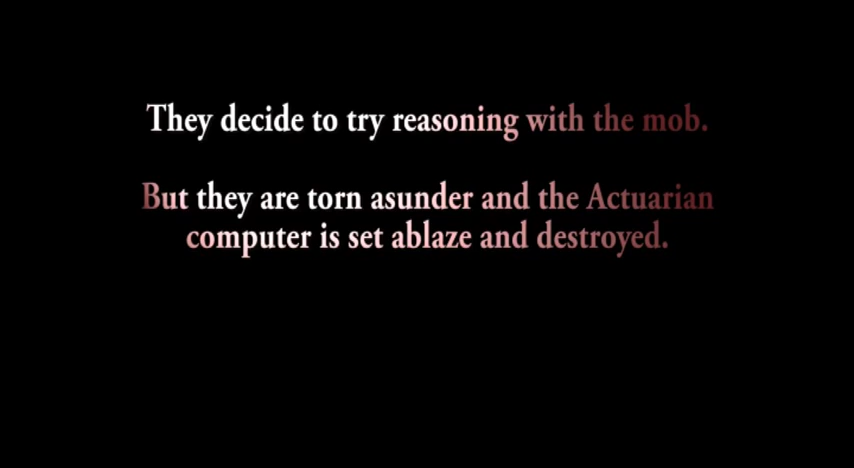 They decide to try reasoning with the mob.
But they are torn asunder and the Actuarian
computer is set ablaze and destroyed.